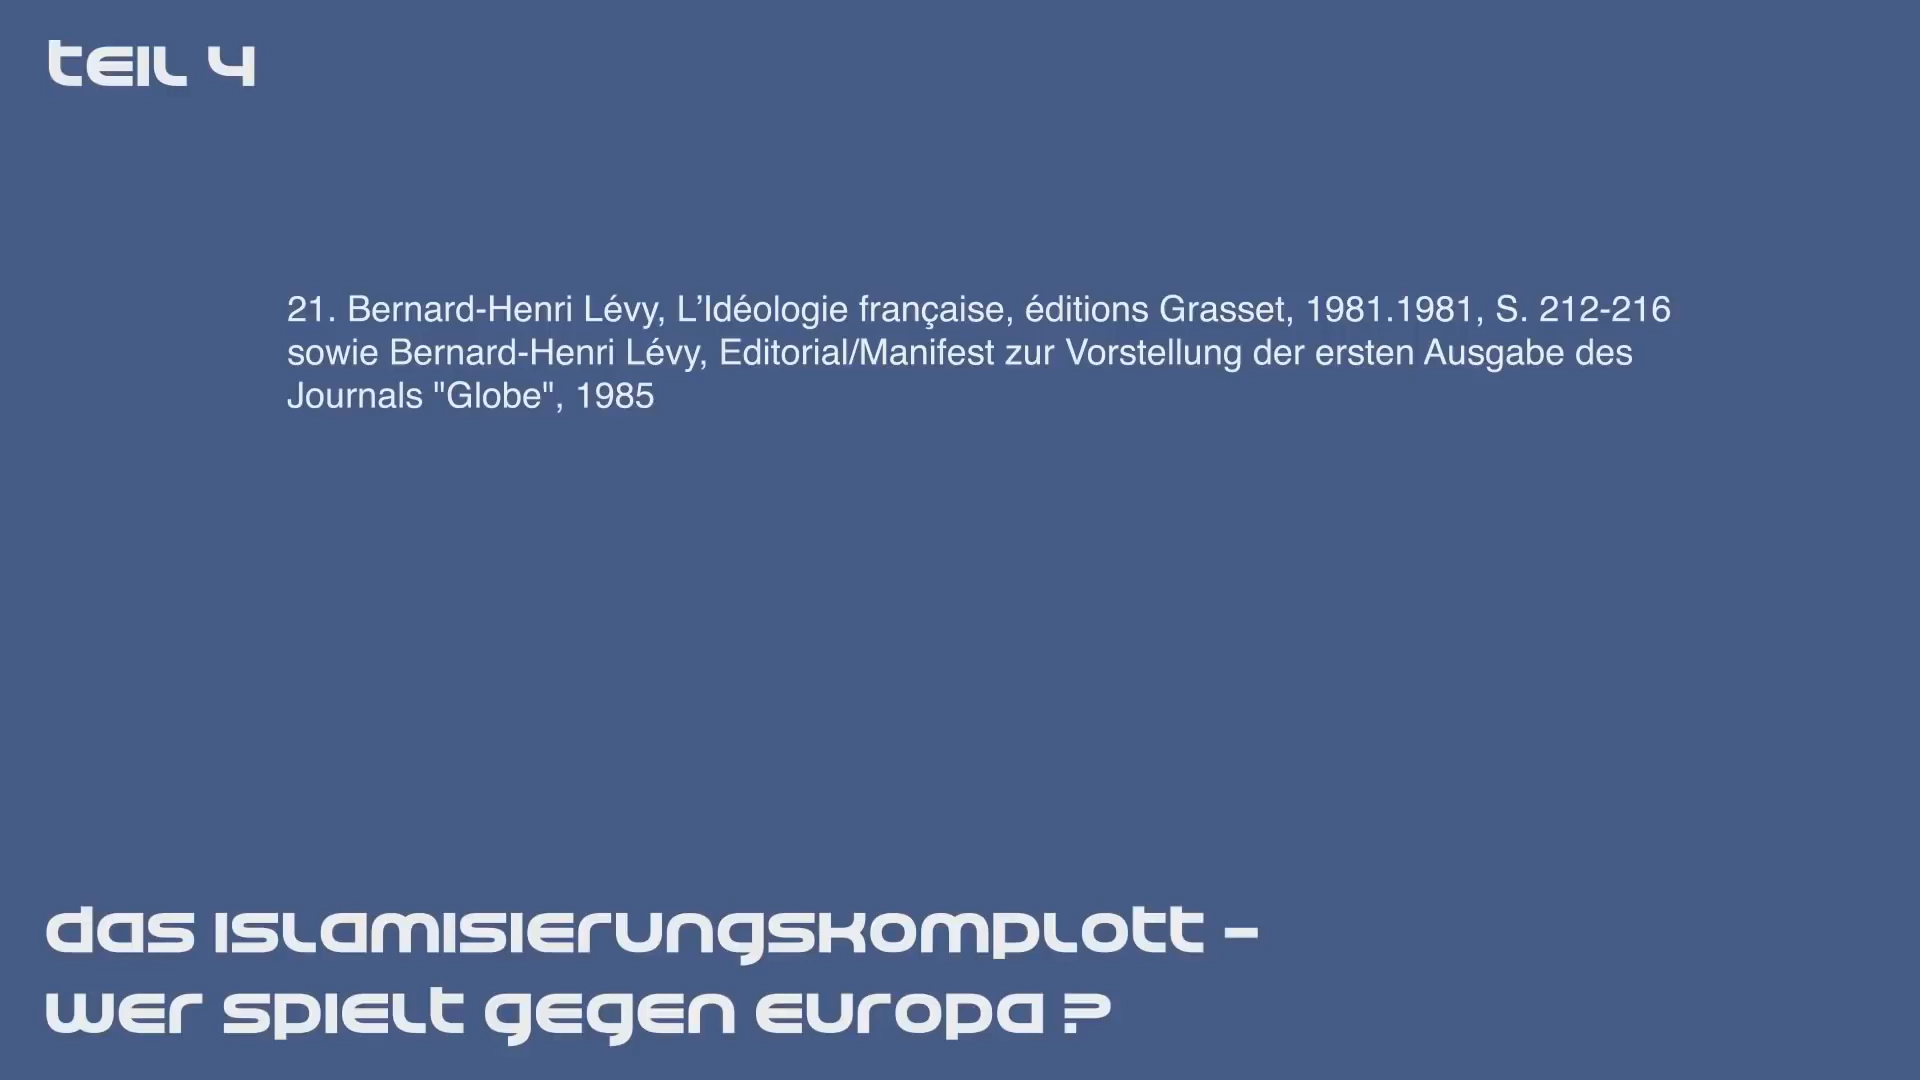 TEIL 4
21. Bernard-Henri Lévy, L’Idéologie française, éditions Grasset, 1981.1981, S. 212-216
sowie Bernard-Henri Lévy, Editorial/Manifest zur Vorstellung der ersten Ausgabe des
Journals "Globe", 1985
das Islamisierungskomplott –
wer spielt gegen Europa ?